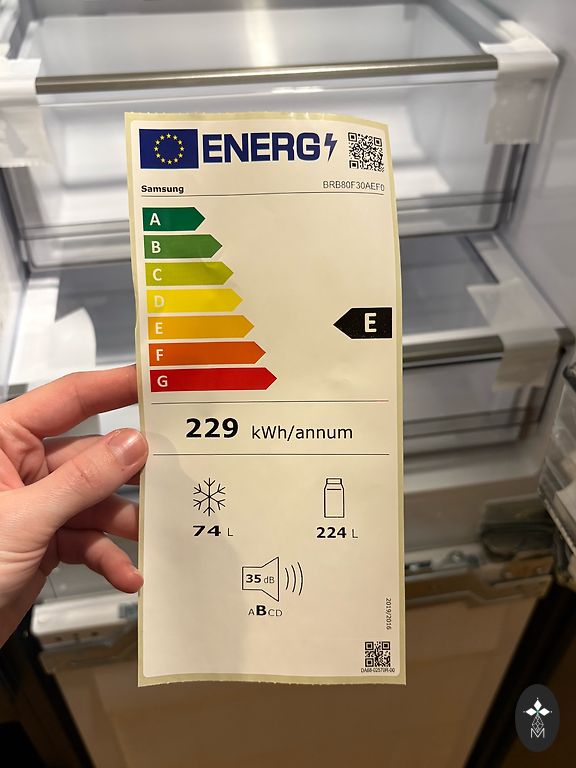 ENERG
Samsung BRB80F30AEF0
A
B
C
D
E
E
F
G
229 kWh/annum
74 L 224 L
35 dB
ABCD
2019/2016
M